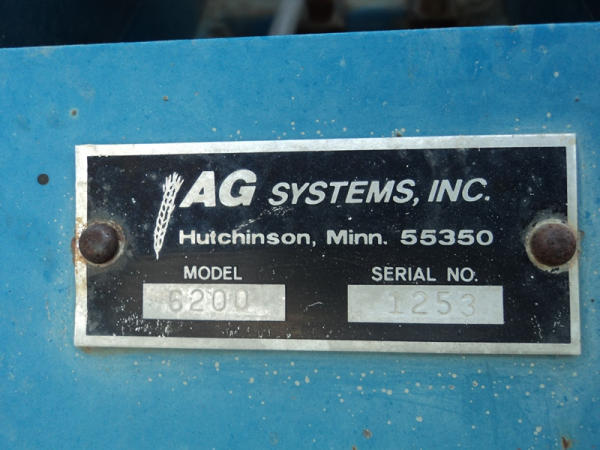 AG SYSTEMS, INC.
Hutchinson, Minn. 55350
MODEL SERIAL NO.
6200 1253